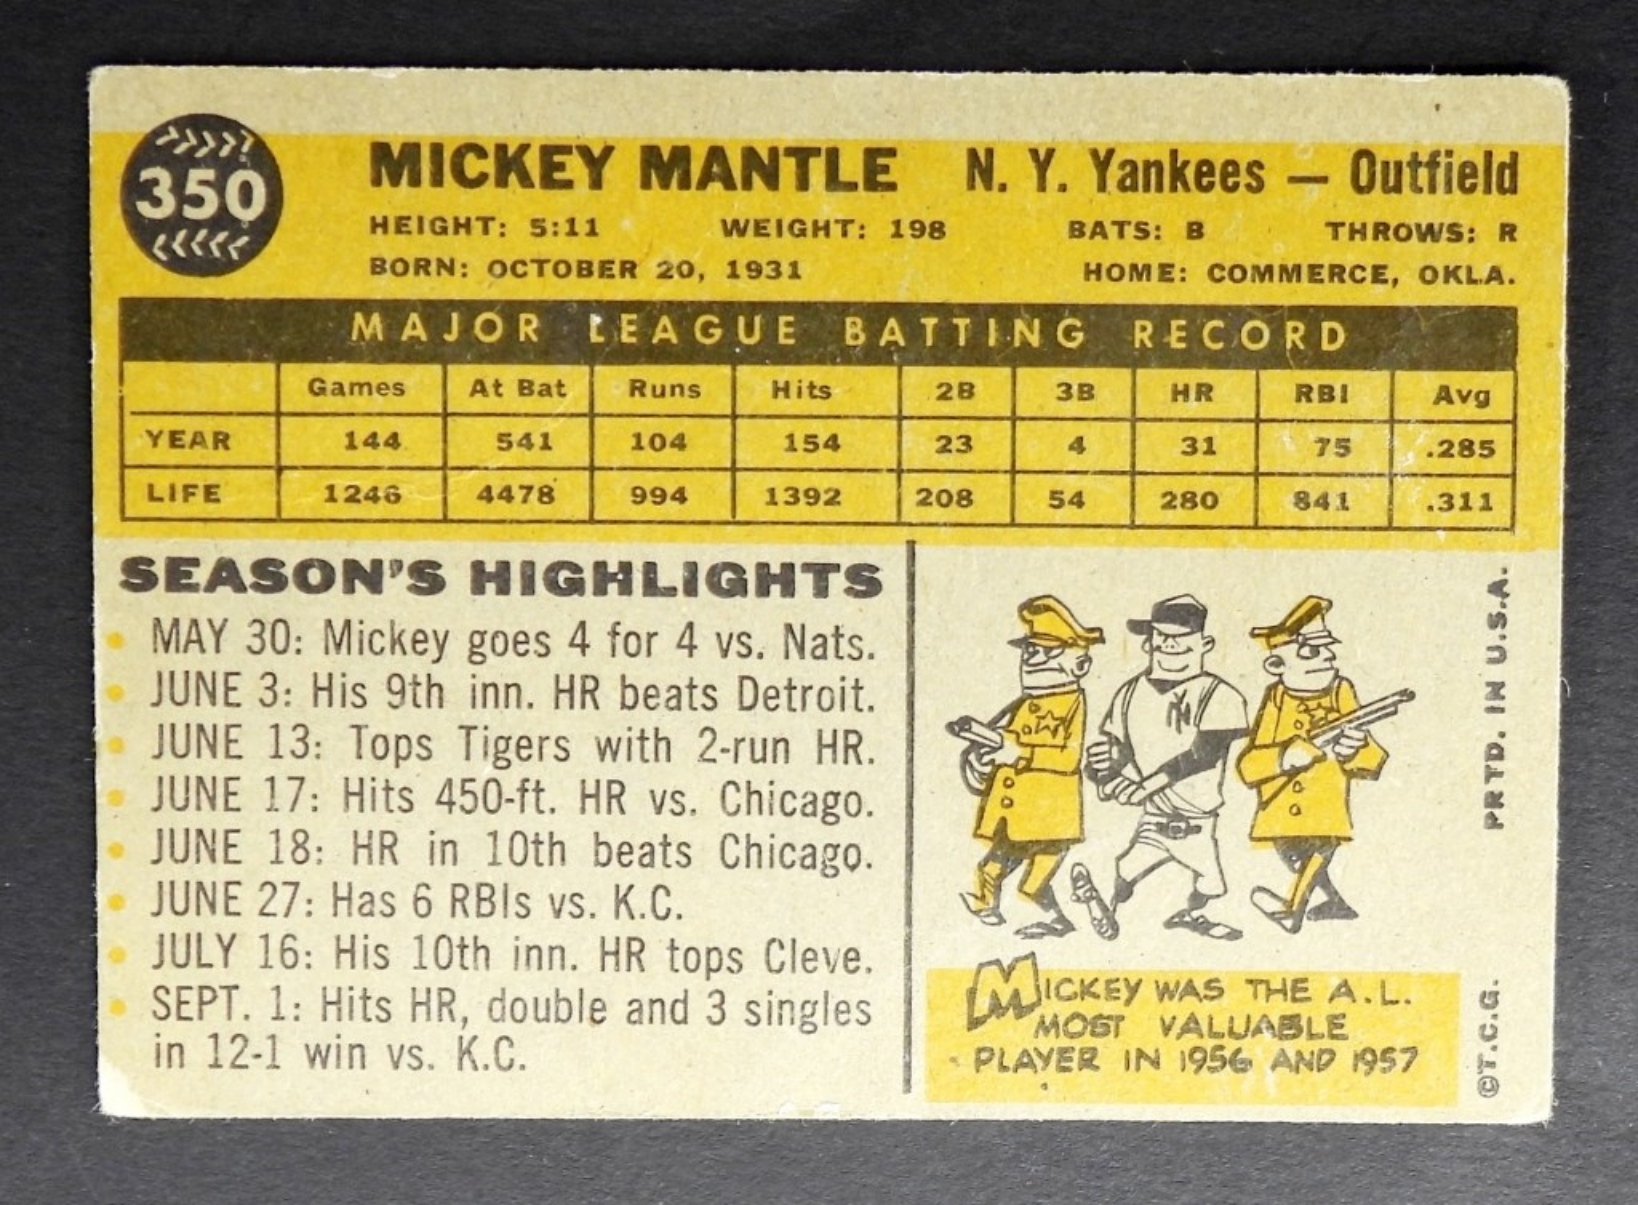 350
MICKEY MANTLE N. Y. Yankees — Outfield
HEIGHT: 5:11 WEIGHT: 198 BATS: B THROWS: R
BORN: OCTOBER 20, 1931 HOME: COMMERCE, OKLA.
MAJOR LEAGUE BATTING RECORD
Games At Bat Runs Hits 2B 3B HR RBI Avg
YEAR 144 541 104 154 23 4 31 75 .285
LIFE 1246 4478 994 1392 208 54 280 841 .311
SEASON'S HIGHLIGHTS
• MAY 30: Mickey goes 4 for 4 vs. Nats.
• JUNE 3: His 9th inn. HR beats Detroit.
• JUNE 13: Tops Tigers with 2-run HR.
• JUNE 17: Hits 450-ft. HR vs. Chicago.
• JUNE 18: HR in 10th beats Chicago.
• JUNE 27: Has 6 RBIs vs. K.C.
• JULY 16: His 10th inn. HR tops Cleve.
• SEPT. 1: Hits HR, double and 3 singles
in 12-1 win vs. K.C.
NY
MICKEY WAS THE A.L.
MOST VALUABLE
PLAYER IN 1956 AND 1957
©T.C.G. PRTD. IN U.S.A.